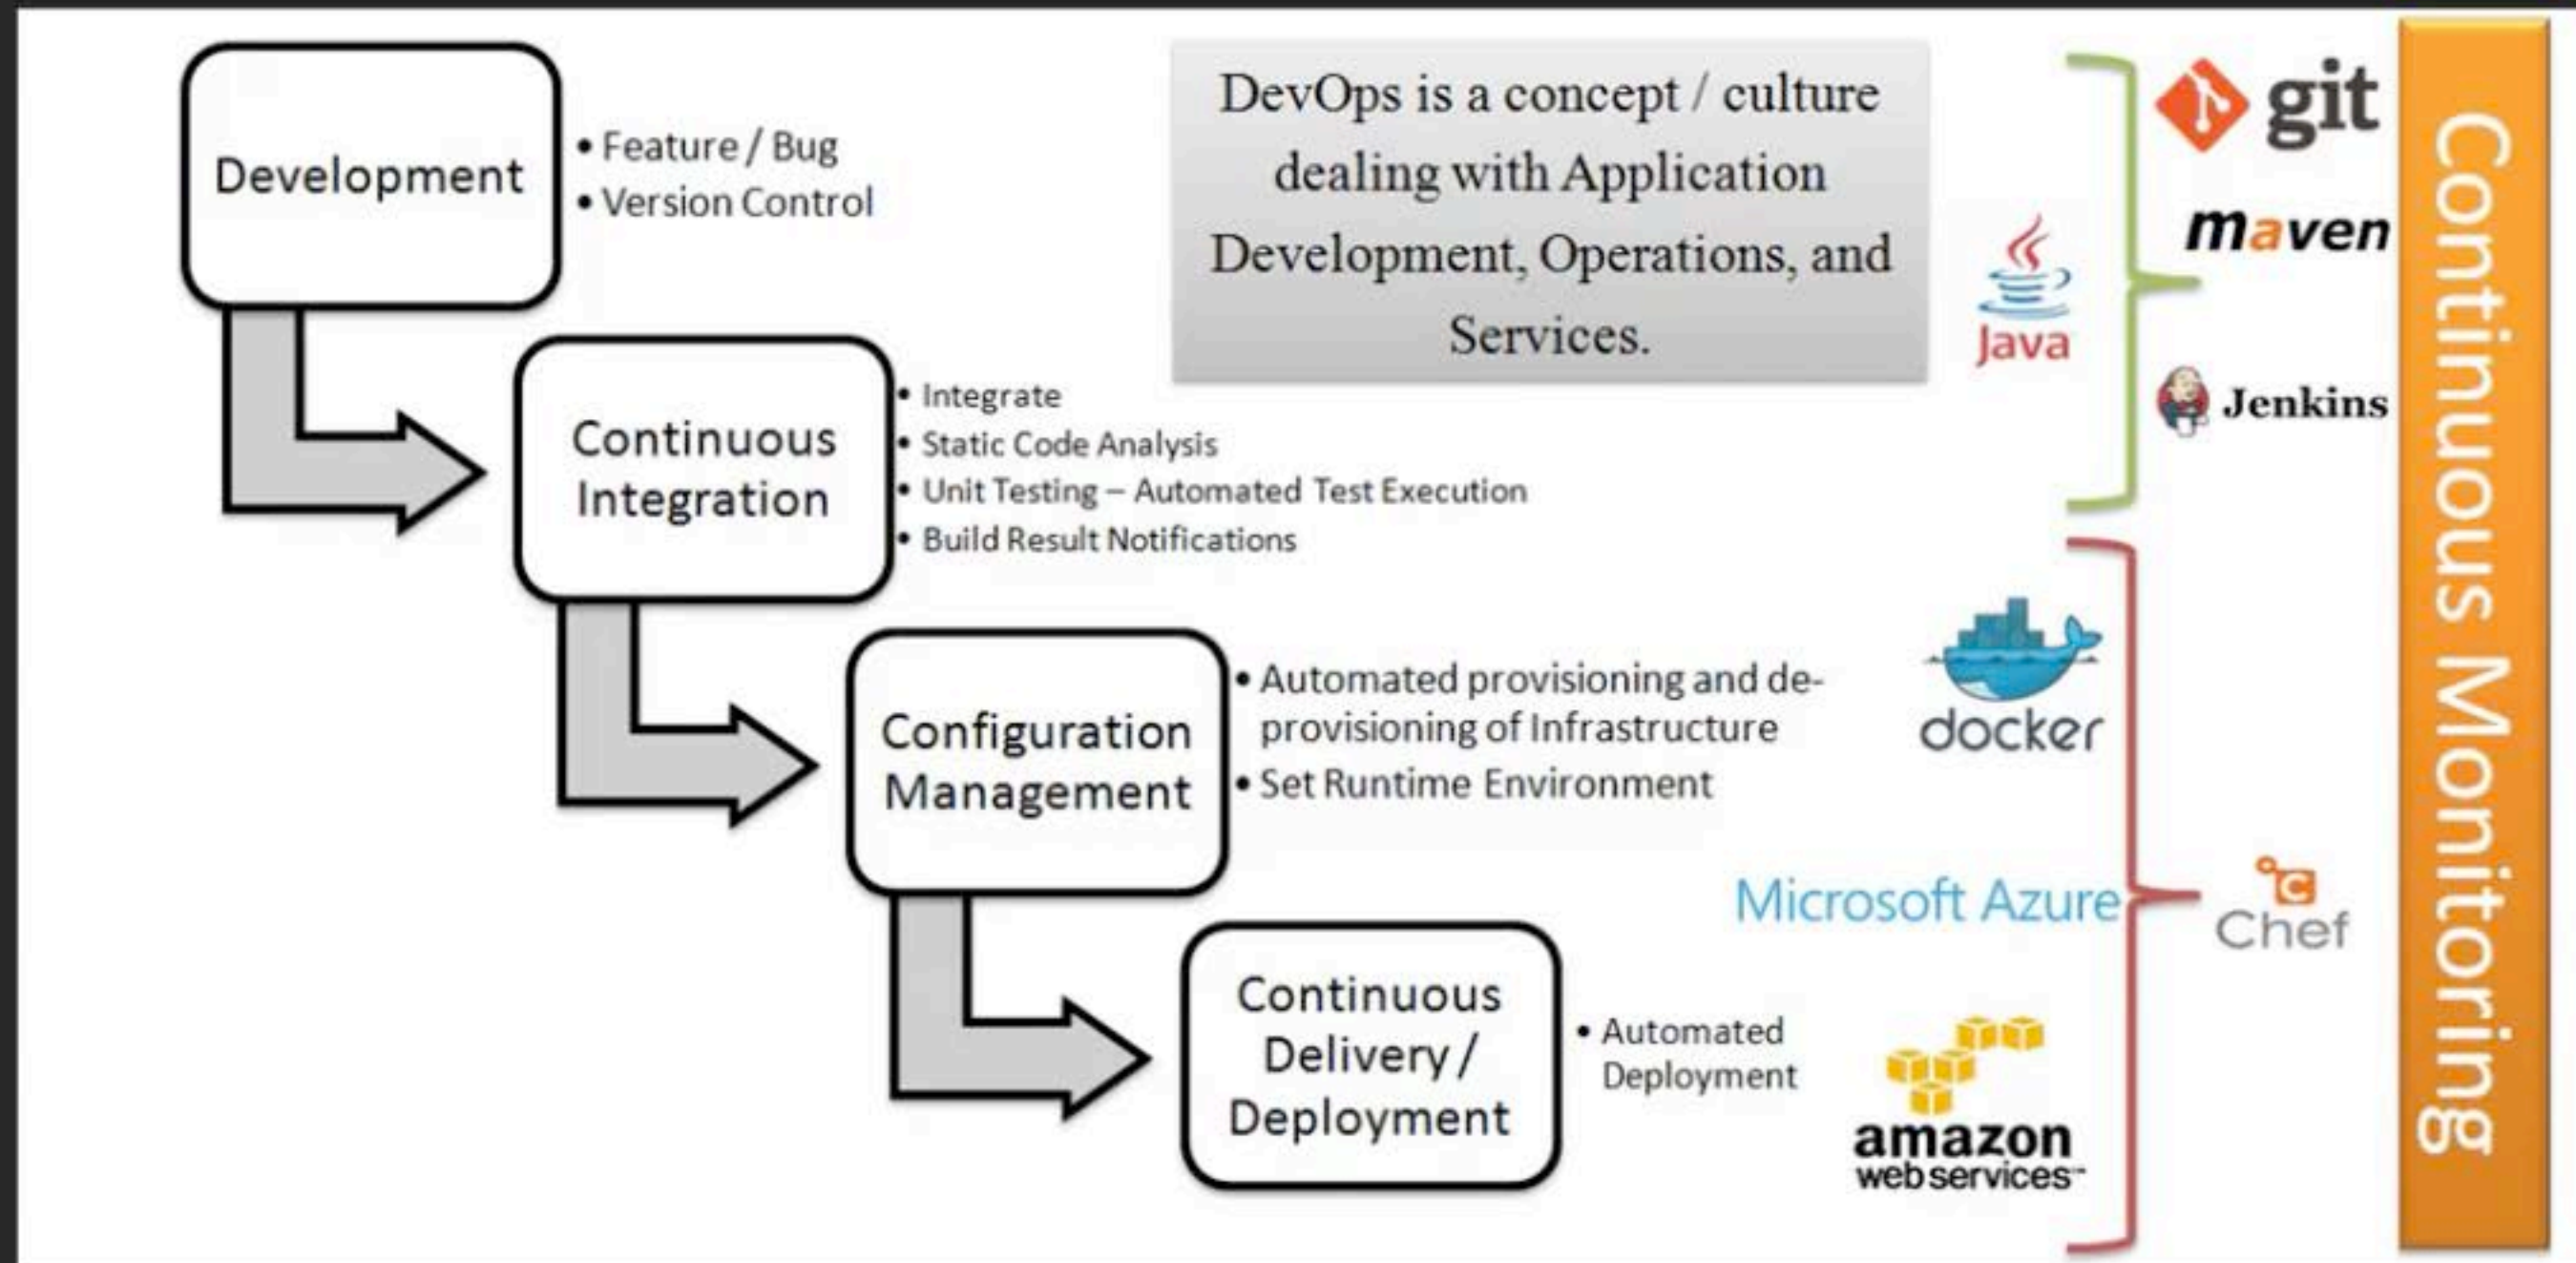 Development
• Feature / Bug
• Version Control
DevOps is a concept / culture
dealing with Application
Development, Operations, and
Services.
Java
git
maven
Jenkins
Continuous
Integration
• Integrate
• Static Code Analysis
• Unit Testing – Automated Test Execution
• Build Result Notifications
Configuration
Management
• Automated provisioning and de-
provisioning of Infrastructure
• Set Runtime Environment
docker
Microsoft Azure
Chef
Continuous
Delivery /
Deployment
• Automated
Deployment
amazon
webservices™
Continuous Monitoring